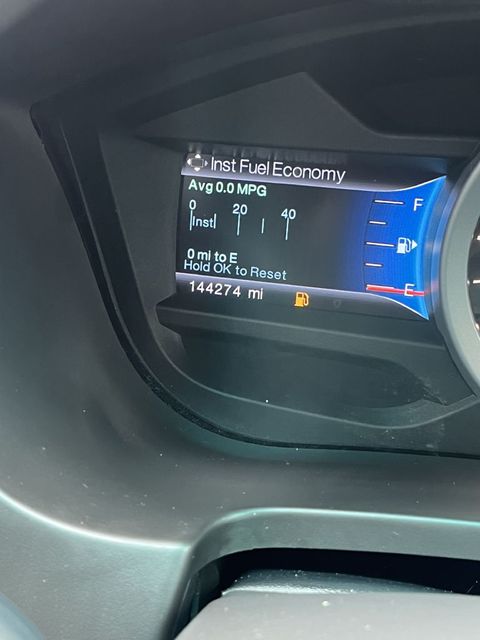 Inst Fuel Economy
Avg 0.0 MPG
0 20 40
Inst
F
0 mi to E
Hold OK to Reset
E
144274 mi